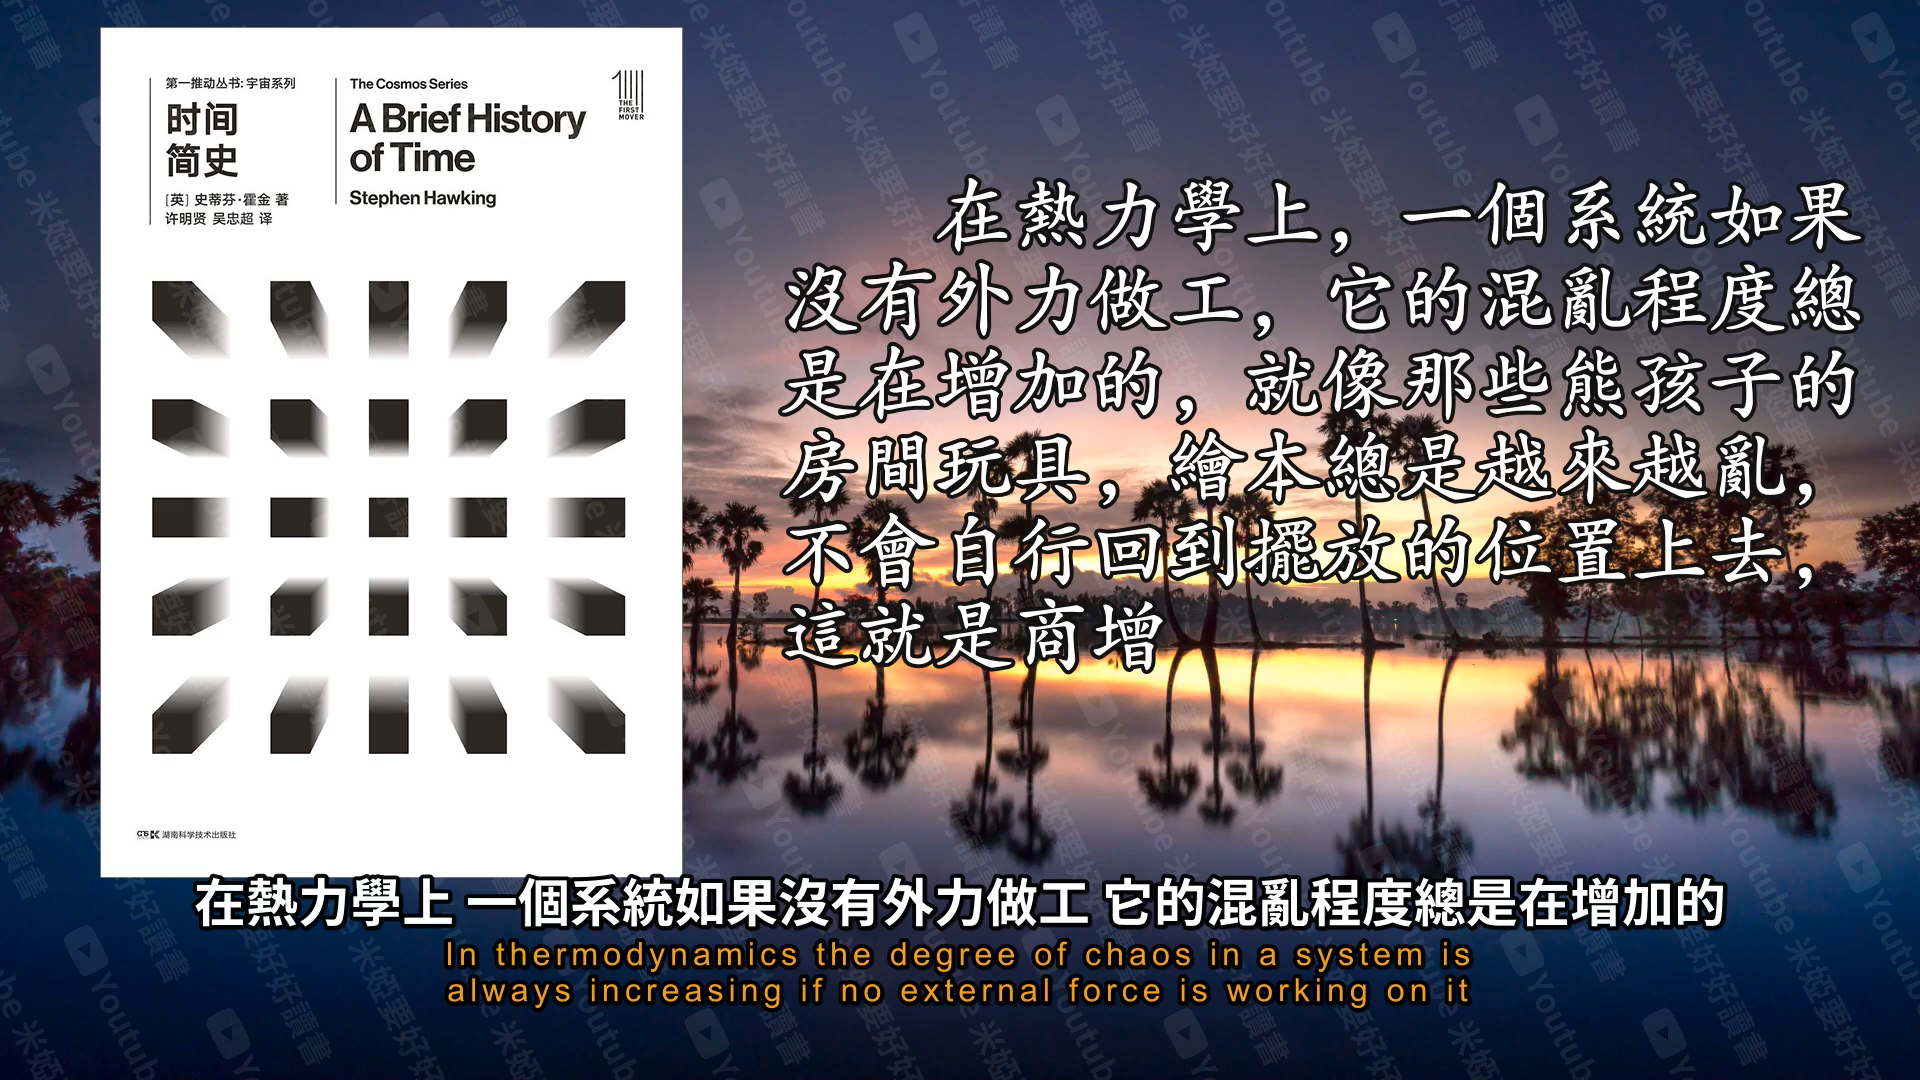 第一推动丛书:宇宙系列
时间
简史
[英] 史蒂芬·霍金 著
许明贤 吴忠超 译
The Cosmos Series
A Brief History
of Time
Stephen Hawking
THE
FIRST
MOVER
湖南科学技术出版社
在熱力學上，一個系統如果
沒有外力做工，它的混亂程度總
是在增加的，就像那些熊孩子的
房間玩具，繪本總是越來越亂，
不會自行回到擺放的位置上去，
這就是商增
在熱力學上 一個系統如果沒有外力做工 它的混亂程度總是在增加的
In thermodynamics the degree of chaos in a system is
always increasing if no external force is working on it
Youtube 米婭要好好讀書